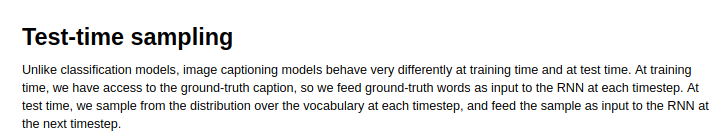 Test-time sampling
Unlike classification models, image captioning models behave very differently at training time and at test time. At training
time, we have access to the ground-truth caption, so we feed ground-truth words as input to the RNN at each timestep. At
test time, we sample from the distribution over the vocabulary at each timestep, and feed the sample as input to the RNN at
the next timestep.